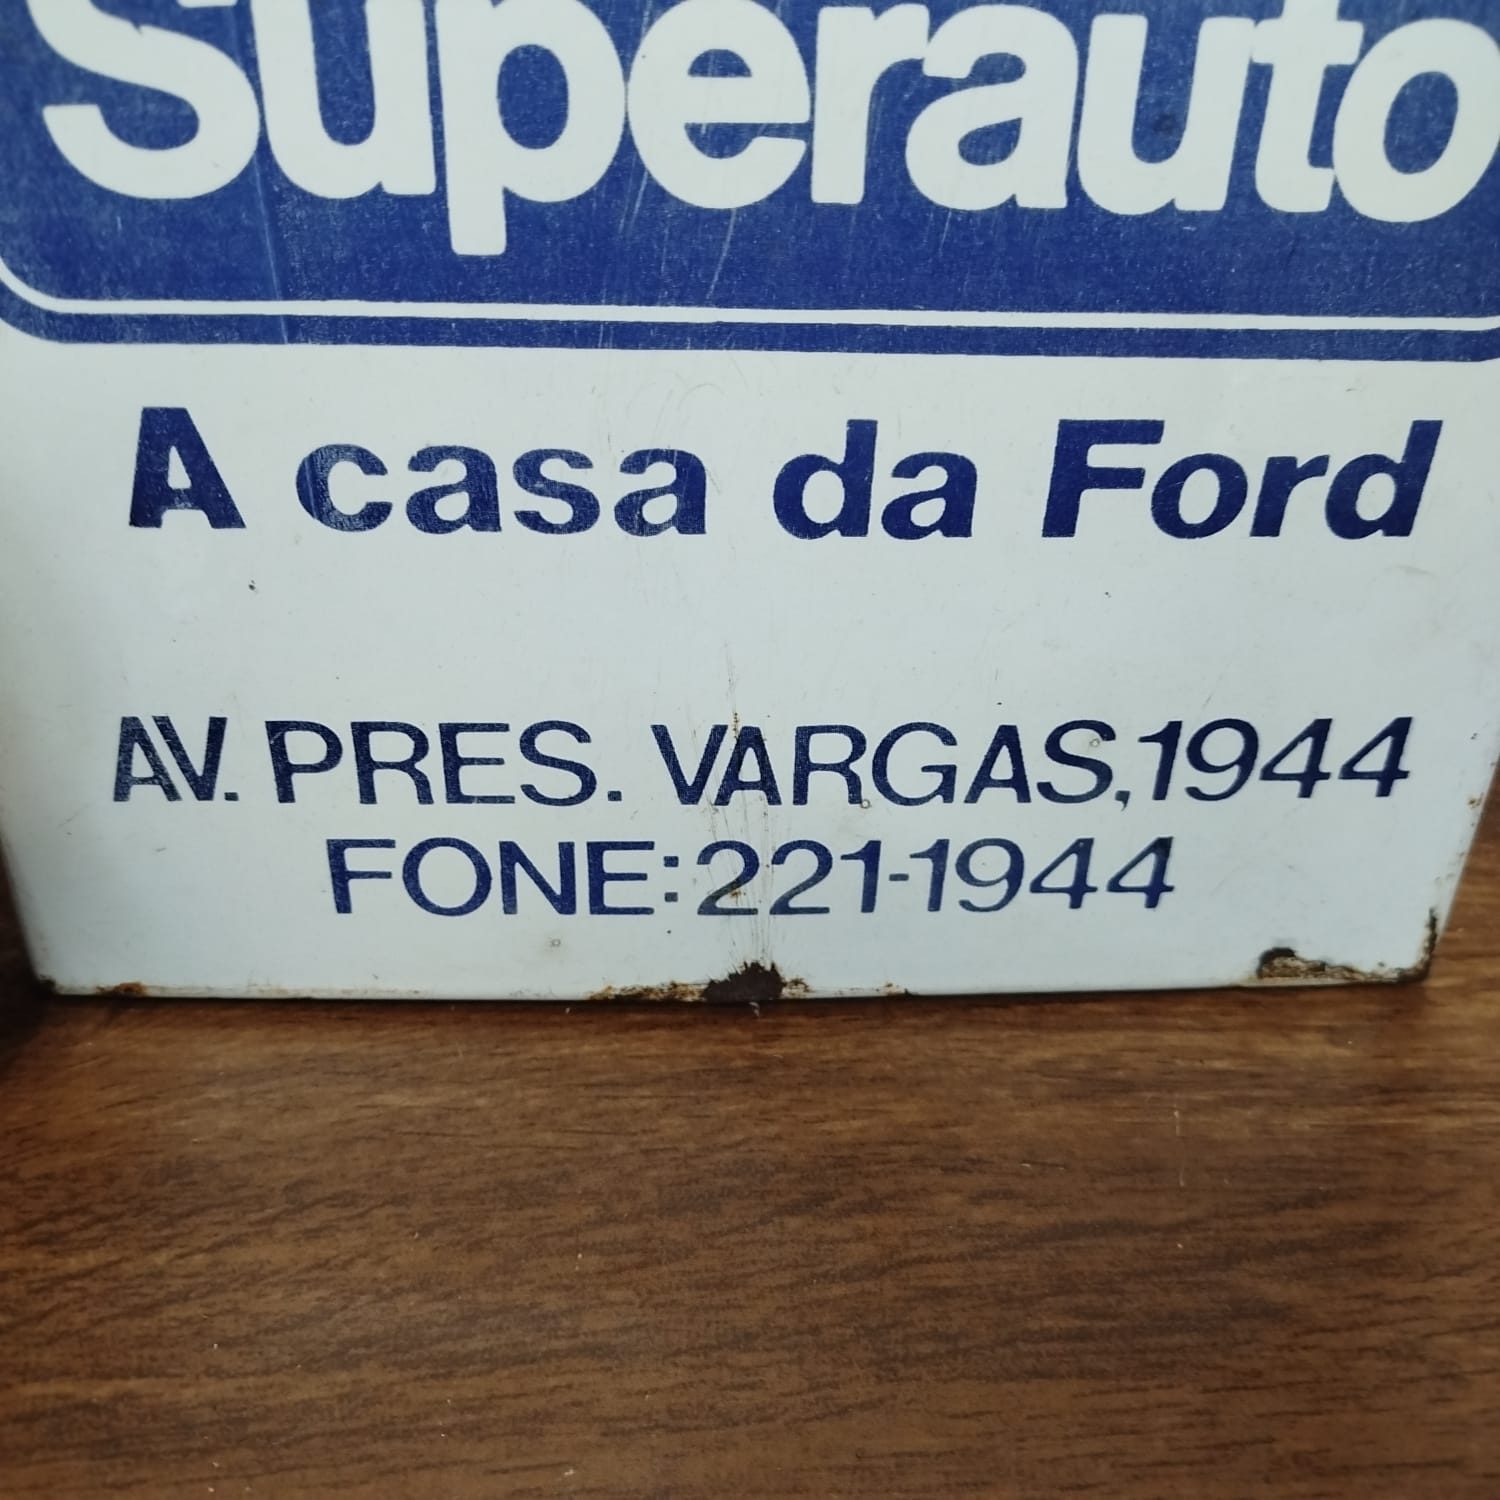 Superauto
A casa da Ford
AV. PRES. VARGAS,1944
FONE:221-1944